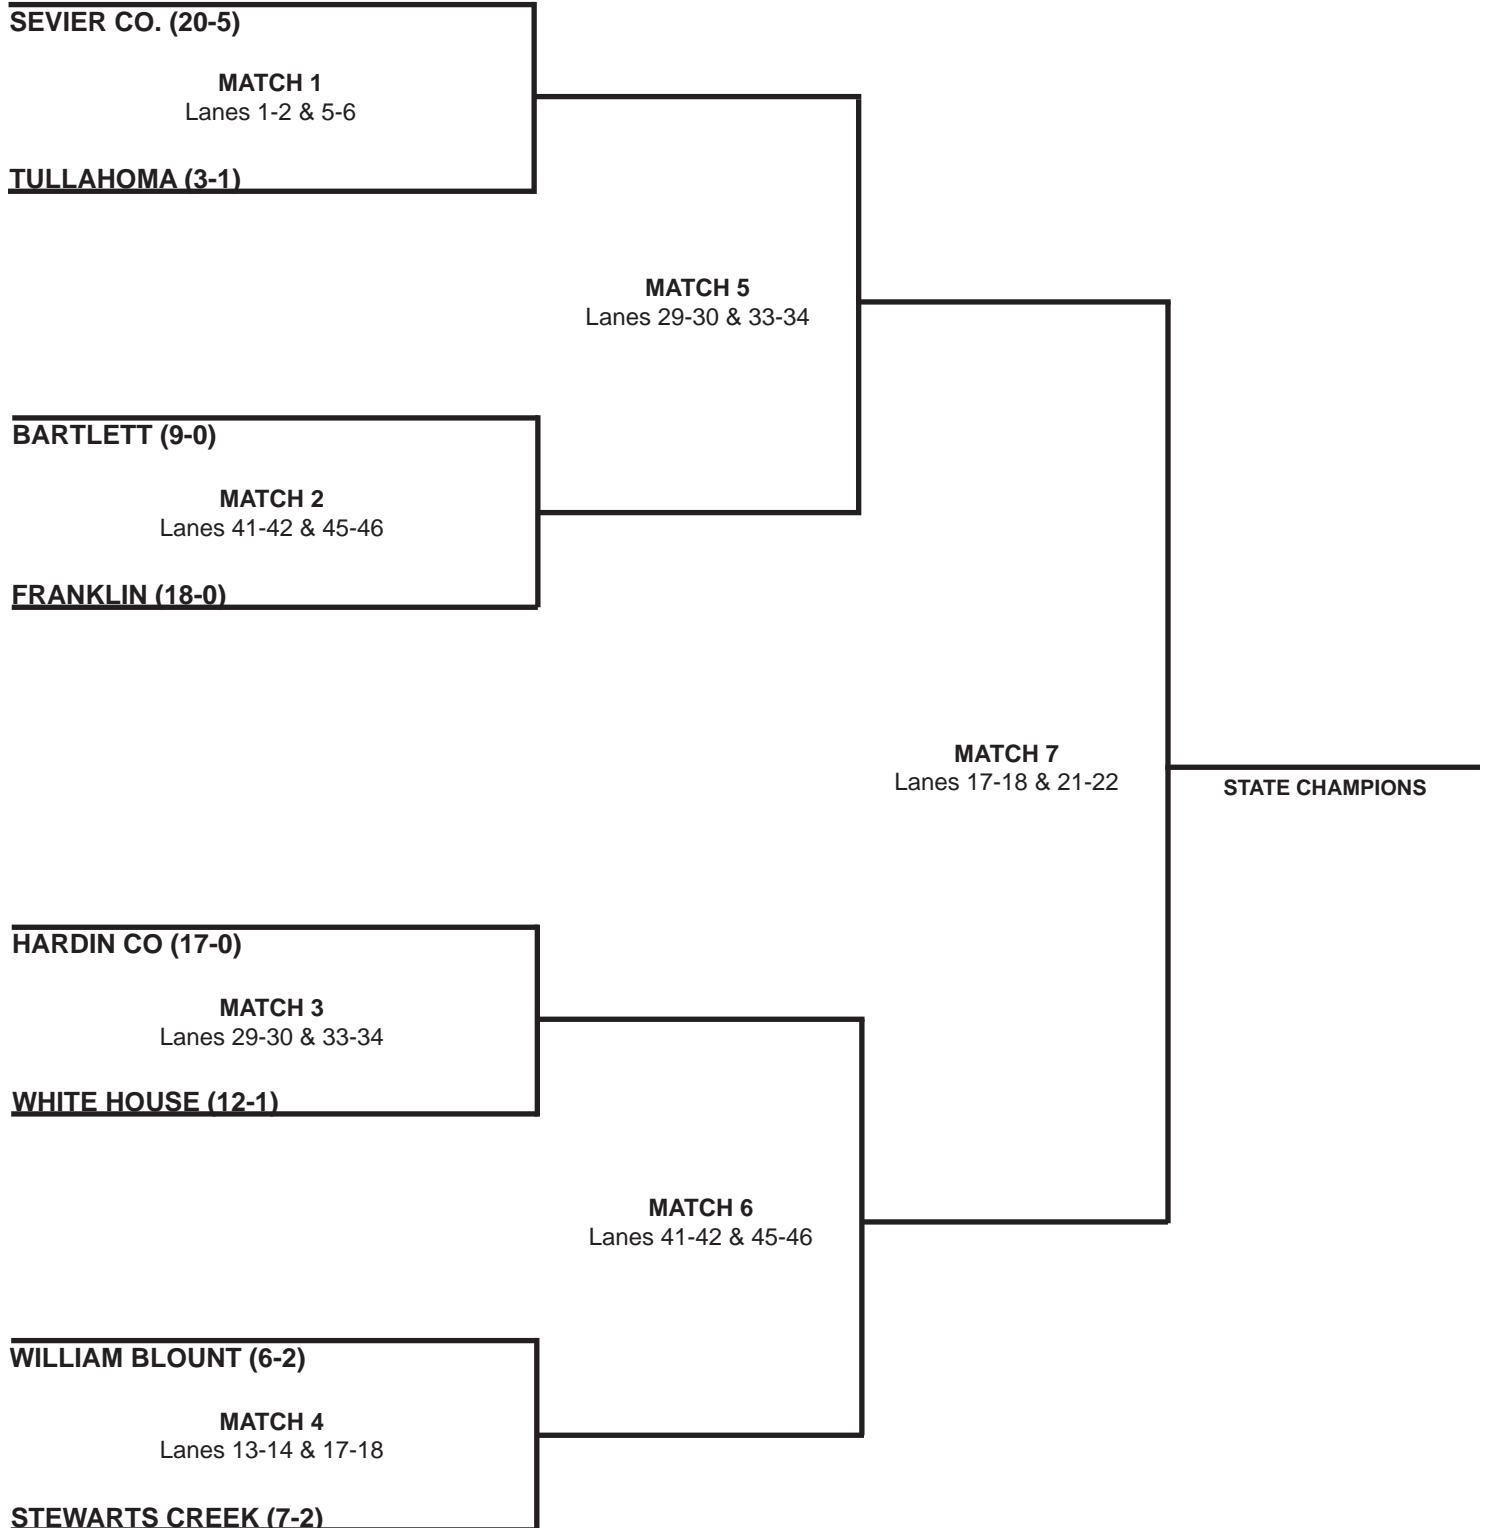 SEVIER CO. (20-5)
MATCH 1
Lanes 1-2 & 5-6
TULLAHOMA (3-1)
MATCH 5
Lanes 29-30 & 33-34
BARTLETT (9-0)
MATCH 2
Lanes 41-42 & 45-46
FRANKLIN (18-0)
MATCH 7
Lanes 17-18 & 21-22
STATE CHAMPIONS
HARDIN CO (17-0)
MATCH 3
Lanes 29-30 & 33-34
WHITE HOUSE (12-1)
MATCH 6
Lanes 41-42 & 45-46
WILLIAM BLOUNT (6-2)
MATCH 4
Lanes 13-14 & 17-18
STEWARTS CREEK (7-2)